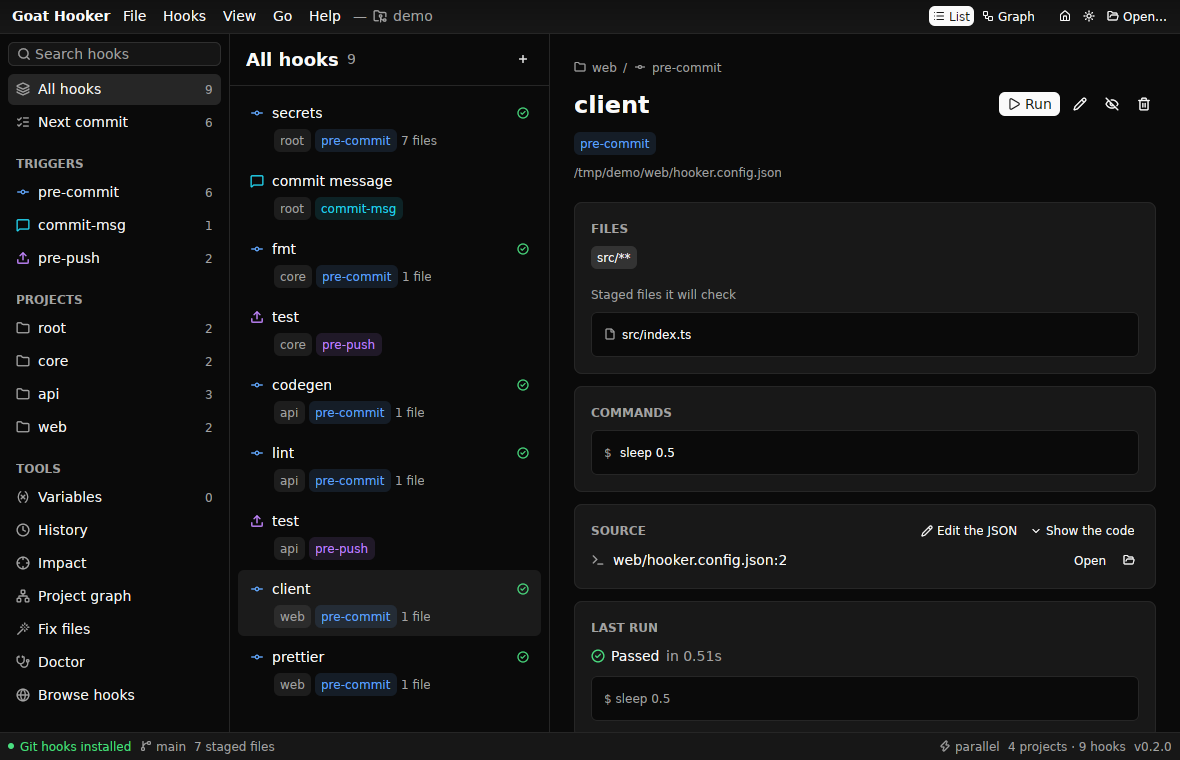 Goat Hooker File Hooks View Go Help — demo List Graph Open...
Search hooks
All hooks 9
Next commit 6
TRIGGERS
pre-commit 6
commit-msg 1
pre-push 2
PROJECTS
root 2
core 2
api 3
web 2
TOOLS
Variables 0
History
Impact
Project graph
Fix files
Doctor
Browse hooks
All hooks 9 +
secrets
root pre-commit 7 files
commit message
root commit-msg
fmt
core pre-commit 1 file
test
core pre-push
codegen
api pre-commit 1 file
lint
api pre-commit 1 file
test
api pre-push
client
web pre-commit 1 file
prettier
web pre-commit 1 file
web / pre-commit
client Run
pre-commit
/tmp/demo/web/hooker.config.json
FILES
src/**
Staged files it will check
src/index.ts
COMMANDS
$ sleep 0.5
SOURCE Edit the JSON Show the code
web/hooker.config.json:2 Open
LAST RUN
Passed in 0.51s
$ sleep 0.5
Git hooks installed main 7 staged files parallel 4 projects · 9 hooks v0.2.0